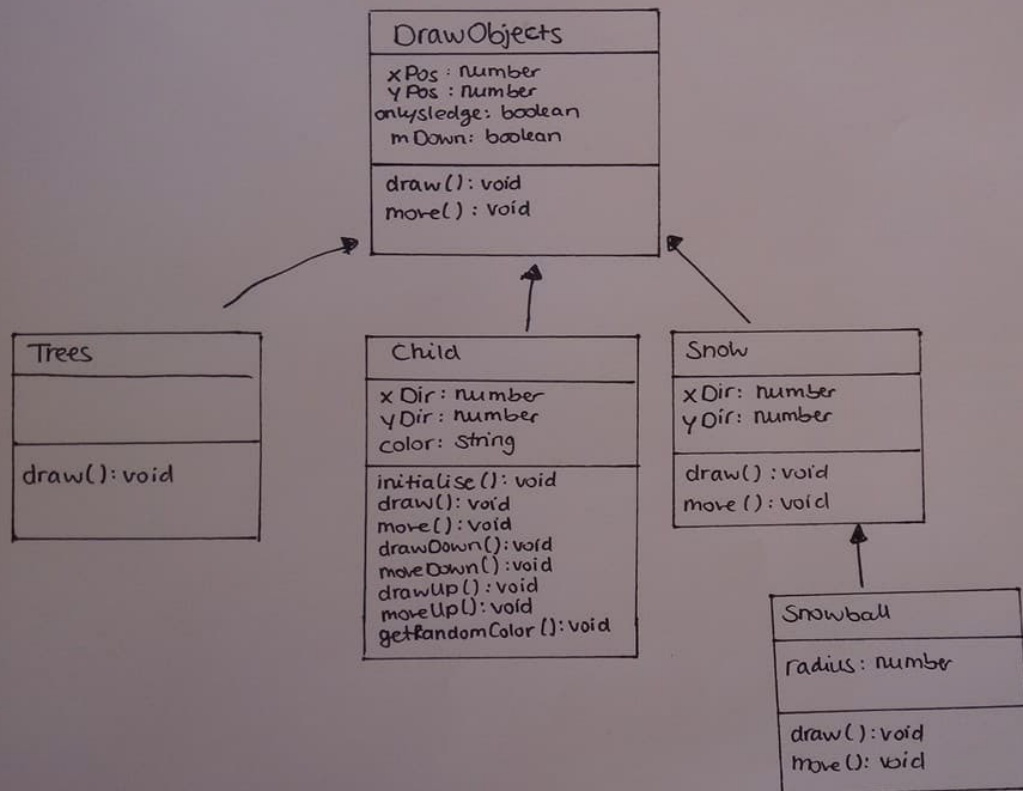 DrawObjects
xPos: number
yPos: number
onlysledge: boolean
mDown: boolean
draw(): void
move(): void
Trees
draw(): void
Child
xDir: number
yDir: number
color: string
initialise(): void
draw(): void
move(): void
drawDown(): void
moveDown(): void
drawUp(): void
moveUp(): void
getRandomColor(): void
Snow
xDir: number
yDir: number
draw(): void
move(): void
Snowball
radius: number
draw(): void
move(): void